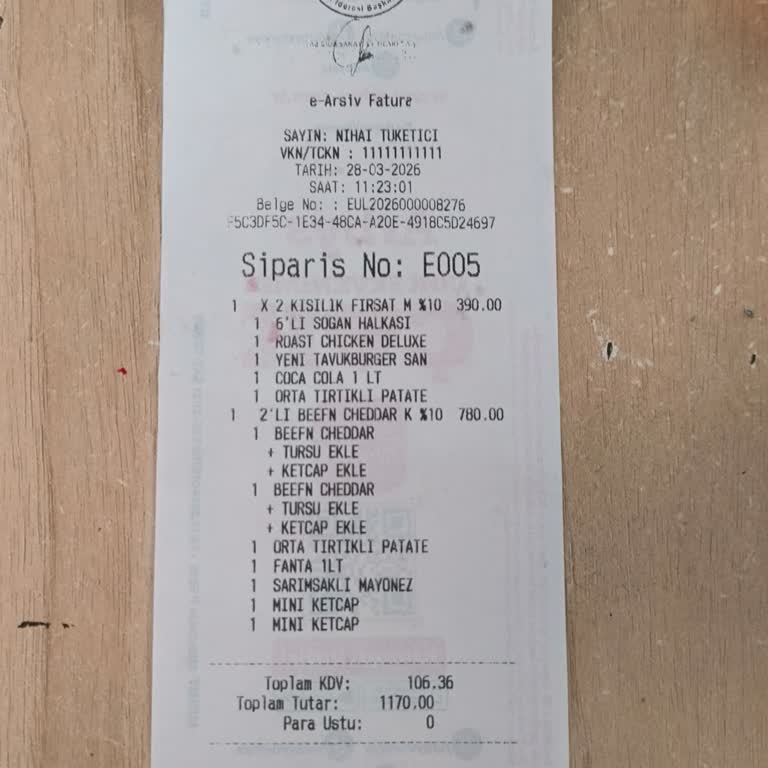 e-Arsiv Fatura
SAYIN: NIHAI TUKETICI
VKN/TCKN : 11111111111
TARIH: 28-03-2026
SAAT: 11:23:01
Belge No: : EUL2026000008276
F5C3DF5C-1E34-48CA-A20E-4918C5D24697
Siparis No: E005
1 X 2 KISILIK FIRSAT M %10 390.00
1 6'LI SOGAN HALKASI
1 ROAST CHICKEN DELUXE
1 YENI TAVUKBURGER SAN
1 COCA COLA 1 LT
1 ORTA TIRTIKLI PATATE
1 2'LI BEEFN CHEDDAR K %10 780.00
1 BEEFN CHEDDAR
+ TURSU EKLE
+ KETCAP EKLE
1 BEEFN CHEDDAR
+ TURSU EKLE
+ KETCAP EKLE
1 ORTA TIRTIKLI PATATE
1 FANTA 1LT
1 SARIMSAKLI MAYONEZ
1 MINI KETCAP
1 MINI KETCAP
Toplam KDV: 106.36
Toplam Tutar: 1170.00
Para Ustu: 0